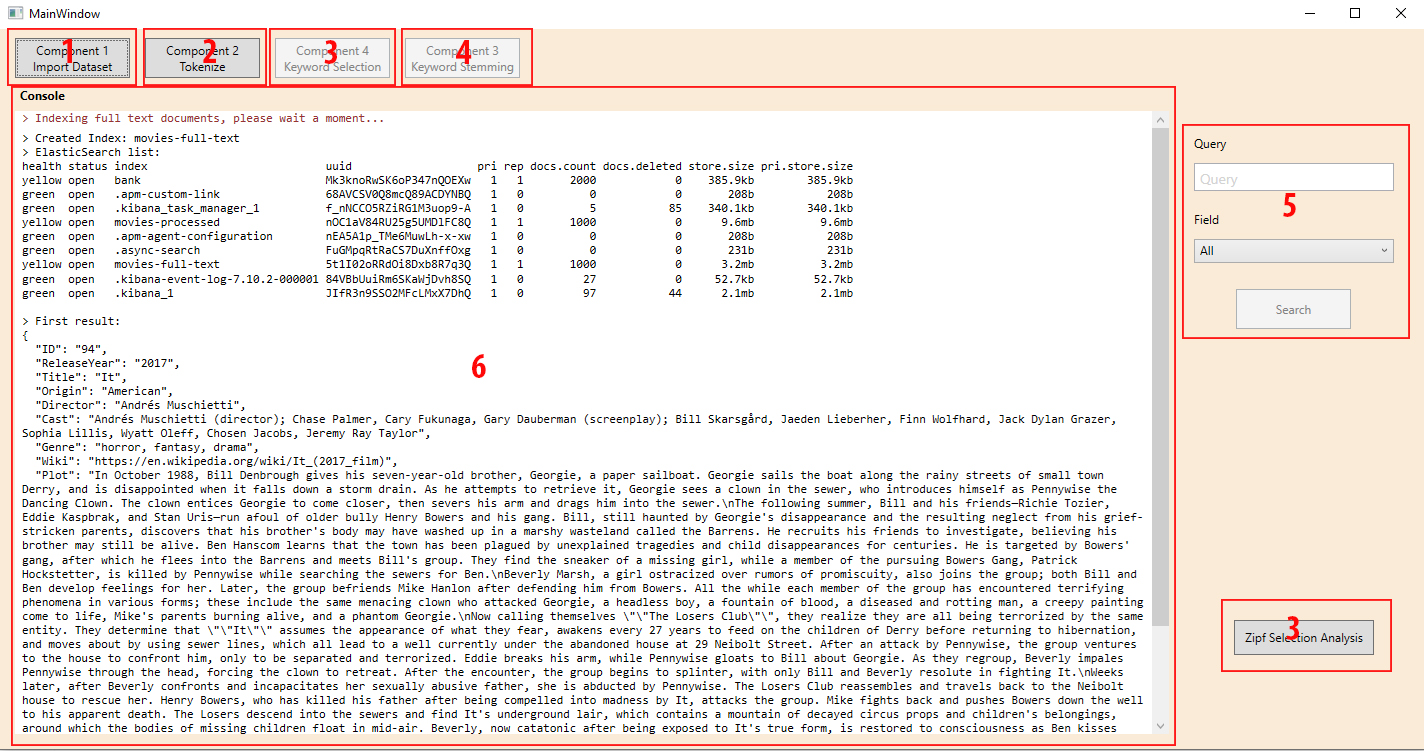 MainWindow
Component 1
Import Dataset
1
Component 2
Tokenize
2
Component 4
Keyword Selection
3
Component 3
Keyword Stemming
4
Console
> Indexing full text documents, please wait a moment...
> Created Index: movies-full-text
> ElasticSearch list:
health status index uuid pri rep docs.count docs.deleted store.size pri.store.size
yellow open bank Mk3knoRwSK6oP347nQOEXw 1 1 2000 0 385.9kb 385.9kb
green open .apm-custom-link 68AVCSV0Q8mcQ89ACDYNBQ 1 0 0 0 208b 208b
green open .kibana_task_manager_1 f_nNCCO5RZiRG1M3uop9-A 1 0 5 85 340.1kb 340.1kb
yellow open movies-processed nOC1aV84RU25g5UMDlFC8Q 1 1 1000 0 9.6mb 9.6mb
green open .apm-agent-configuration nEA5A1p_TMe6MuwLh-x-xw 1 0 0 0 208b 208b
green open .async-search FuGMpqRtRaCS7DuXnffOxg 1 0 0 0 231b 231b
yellow open movies-full-text 5t1I02oRRdOi8Dxb8R7q3Q 1 1 1000 0 3.2mb 3.2mb
green open .kibana-event-log-7.10.2-000001 84VBbUuiRm6SKaWjDvh8SQ 1 0 27 0 52.7kb 52.7kb
green open .kibana_1 JIfR3n9SSO2MFcLMxX7DhQ 1 0 97 44 2.1mb 2.1mb
> First result:
{
"ID": "94",
"ReleaseYear": "2017",
"Title": "It",
"Origin": "American",
"Director": "Andrés Muschietti",
"Cast": "Andrés Muschietti (director); Chase Palmer, Cary Fukunaga, Gary Dauberman (screenplay); Bill Skarsgård, Jaeden Lieberher, Finn Wolfhard, Jack Dylan Grazer,
Sophia Lillis, Wyatt Oleff, Chosen Jacobs, Jeremy Ray Taylor",
"Genre": "horror, fantasy, drama",
"Wiki": "https://en.wikipedia.org/wiki/It_(2017_film)",
"Plot": "In October 1988, Bill Denbrough gives his seven-year-old brother, Georgie, a paper sailboat. Georgie sails the boat along the rainy streets of small town
Derry, and is disappointed when it falls down a storm drain. As he attempts to retrieve it, Georgie sees a clown in the sewer, who introduces himself as Pennywise the
Dancing Clown. The clown entices Georgie to come closer, then severs his arm and drags him into the sewer.\nThe following summer, Bill and his friends—Richie Tozier,
Eddie Kaspbrak, and Stan Uris—run afoul of older bully Henry Bowers and his gang. Bill, still haunted by Georgie's disappearance and the resulting neglect from his grief-
stricken parents, discovers that his brother's body may have washed up in a marshy wasteland called the Barrens. He recruits his friends to investigate, believing his
brother may still be alive. Ben Hanscom learns that the town has been plagued by unexplained tragedies and child disappearances for centuries. He is targeted by Bowers'
gang, after which he flees into the Barrens and meets Bill's group. They find the sneaker of a missing girl, while a member of the pursuing Bowers Gang, Patrick
Hockstetter, is killed by Pennywise while searching the sewers for Ben.\nBeverly Marsh, a girl ostracized over rumors of promiscuity, also joins the group; both Bill and
Ben develop feelings for her. Later, the group befriends Mike Hanlon after defending him from Bowers. All the while each member of the group has encountered terrifying
phenomena in various forms; these include the same menacing clown who attacked Georgie, a headless boy, a fountain of blood, a diseased and rotting man, a creepy painting
come to life, Mike's parents burning alive, and a phantom Georgie.\nNow calling themselves \"\"The Losers Club\"\", they realize they are all being terrorized by the same
entity. They determine that \"\"It\"\" assumes the appearance of what they fear, awakens every 27 years to feed on the children of Derry before returning to hibernation,
and moves about by using sewer lines, which all lead to a well currently under the abandoned house at 29 Neibolt Street. After an attack by Pennywise, the group ventures
to the house to confront him, only to be separated and terrorized. Eddie breaks his arm, while Pennywise gloats to Bill about Georgie. As they regroup, Beverly impales
Pennywise through the head, forcing the clown to retreat. After the encounter, the group begins to splinter, with only Bill and Beverly resolute in fighting It.\nWeeks
later, after Beverly confronts and incapacitates her sexually abusive father, she is abducted by Pennywise. The Losers Club reassembles and travels back to the Neibolt
house to rescue her. Henry Bowers, who has killed his father after being compelled into madness by It, attacks the group. Mike fights back and pushes Bowers down the well
to his apparent death. The Losers descend into the sewers and find It's underground lair, which contains a mountain of decayed circus props and children's belongings,
around which the bodies of missing children float in mid-air. Beverly, now catatonic after being exposed to It's true form, is restored to consciousness as Ben kisses
6
Query
Query
5
Field
All
Search
Zipf Selection Analysis
3